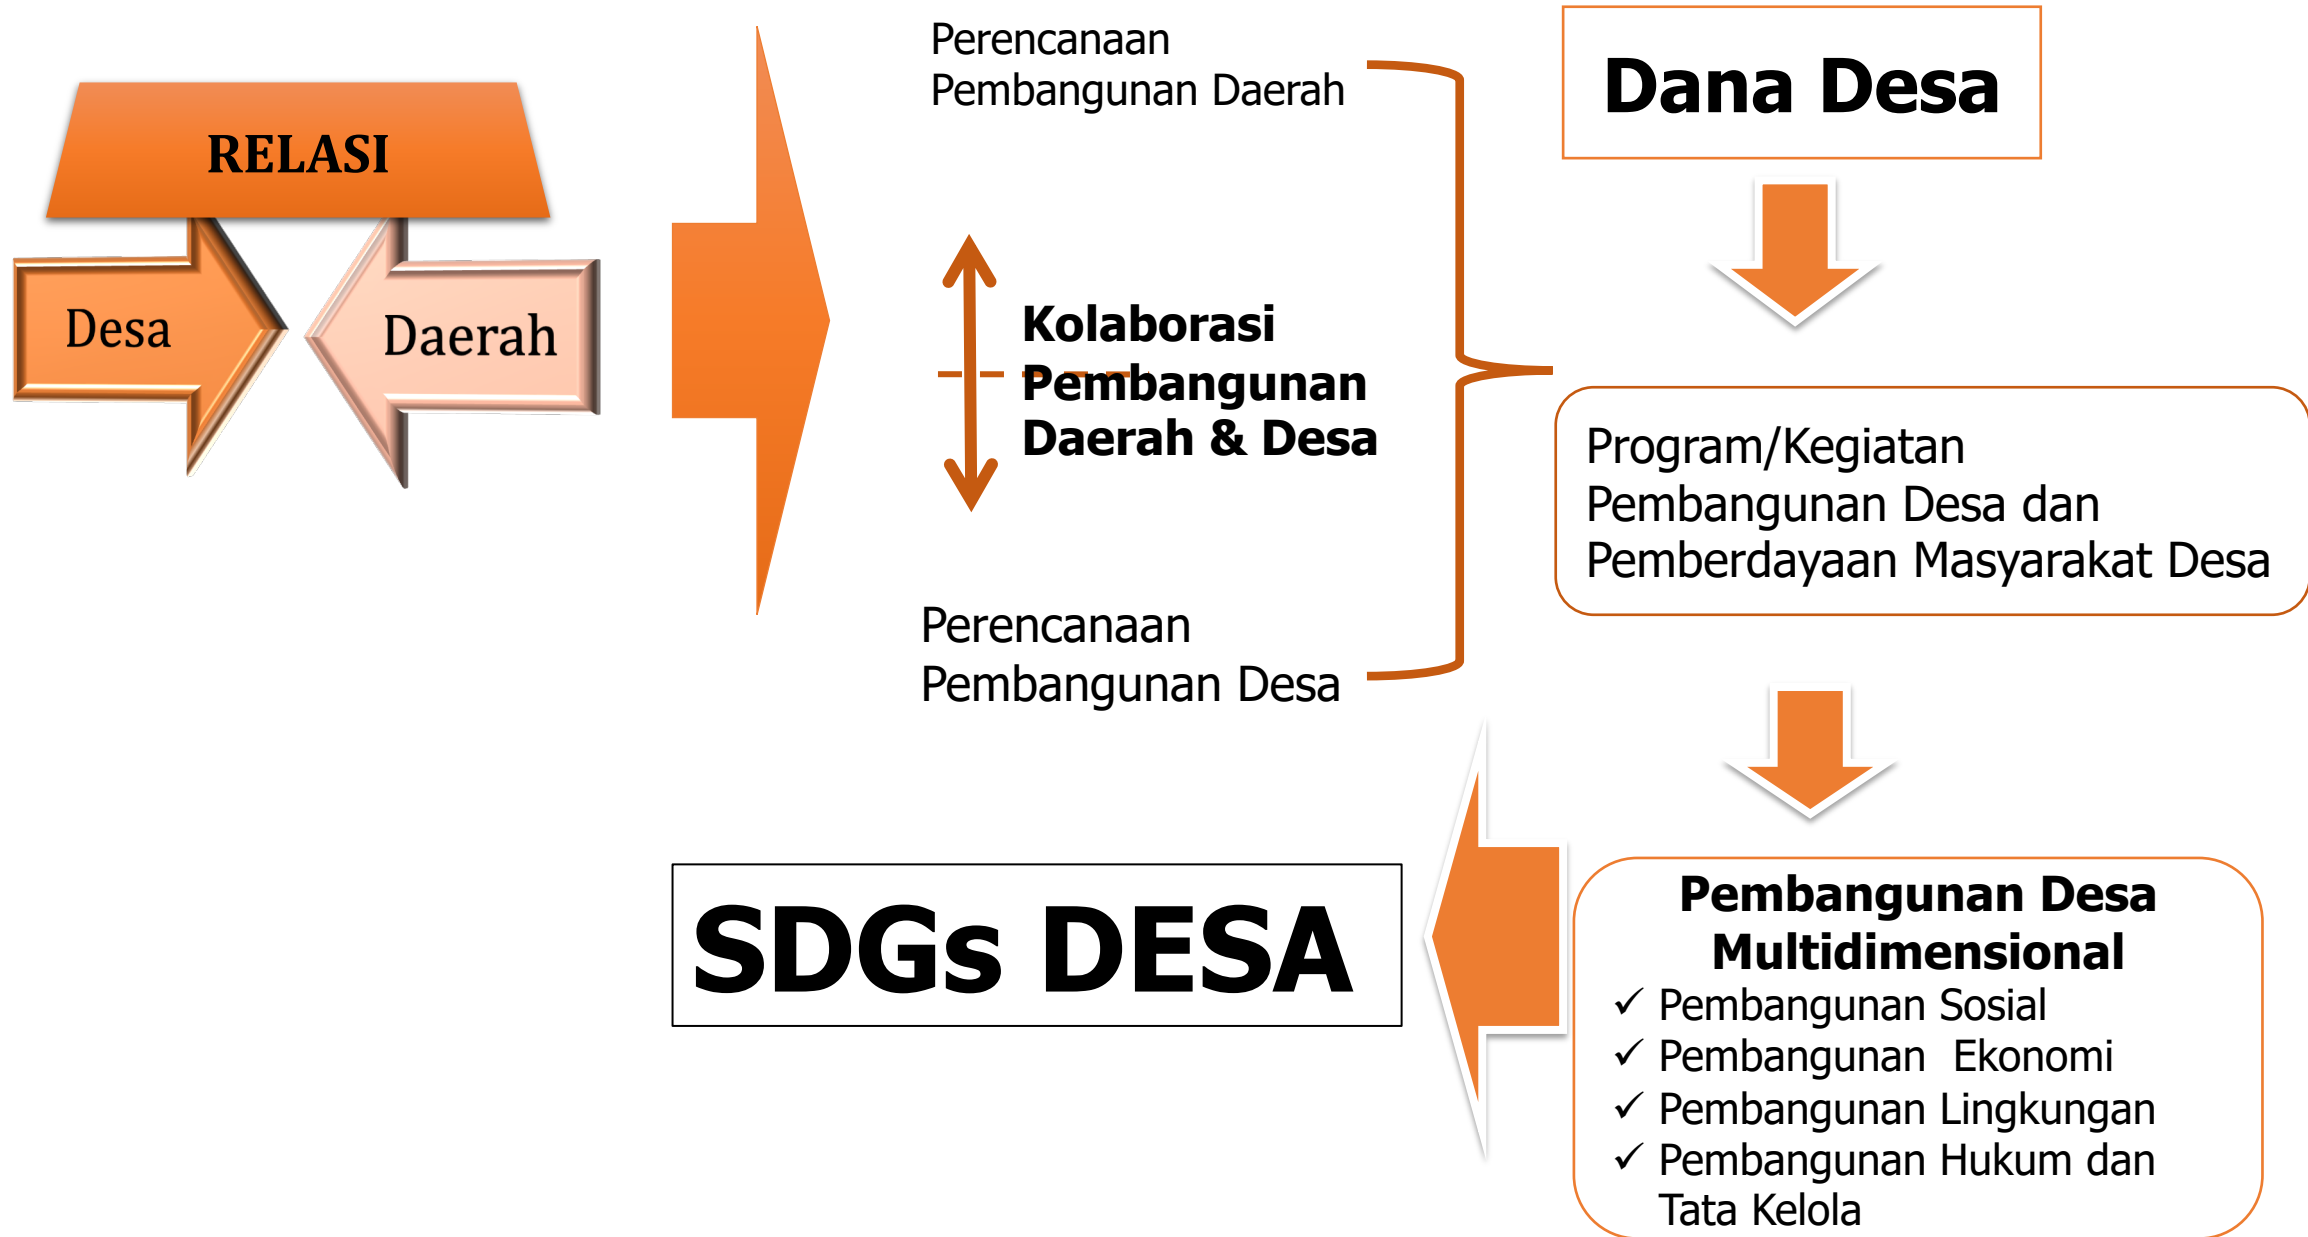 RELASI
Desa
Daerah
Perencanaan
Pembangunan Daerah
Kolaborasi
Pembangunan
Daerah & Desa
Perencanaan
Pembangunan Desa
Dana Desa
Program/Kegiatan
Pembangunan Desa dan
Pemberdayaan Masyarakat Desa
Pembangunan Desa
Multidimensional
✓ Pembangunan Sosial
✓ Pembangunan  Ekonomi
✓ Pembangunan Lingkungan
✓ Pembangunan Hukum dan
Tata Kelola
SDGs DESA